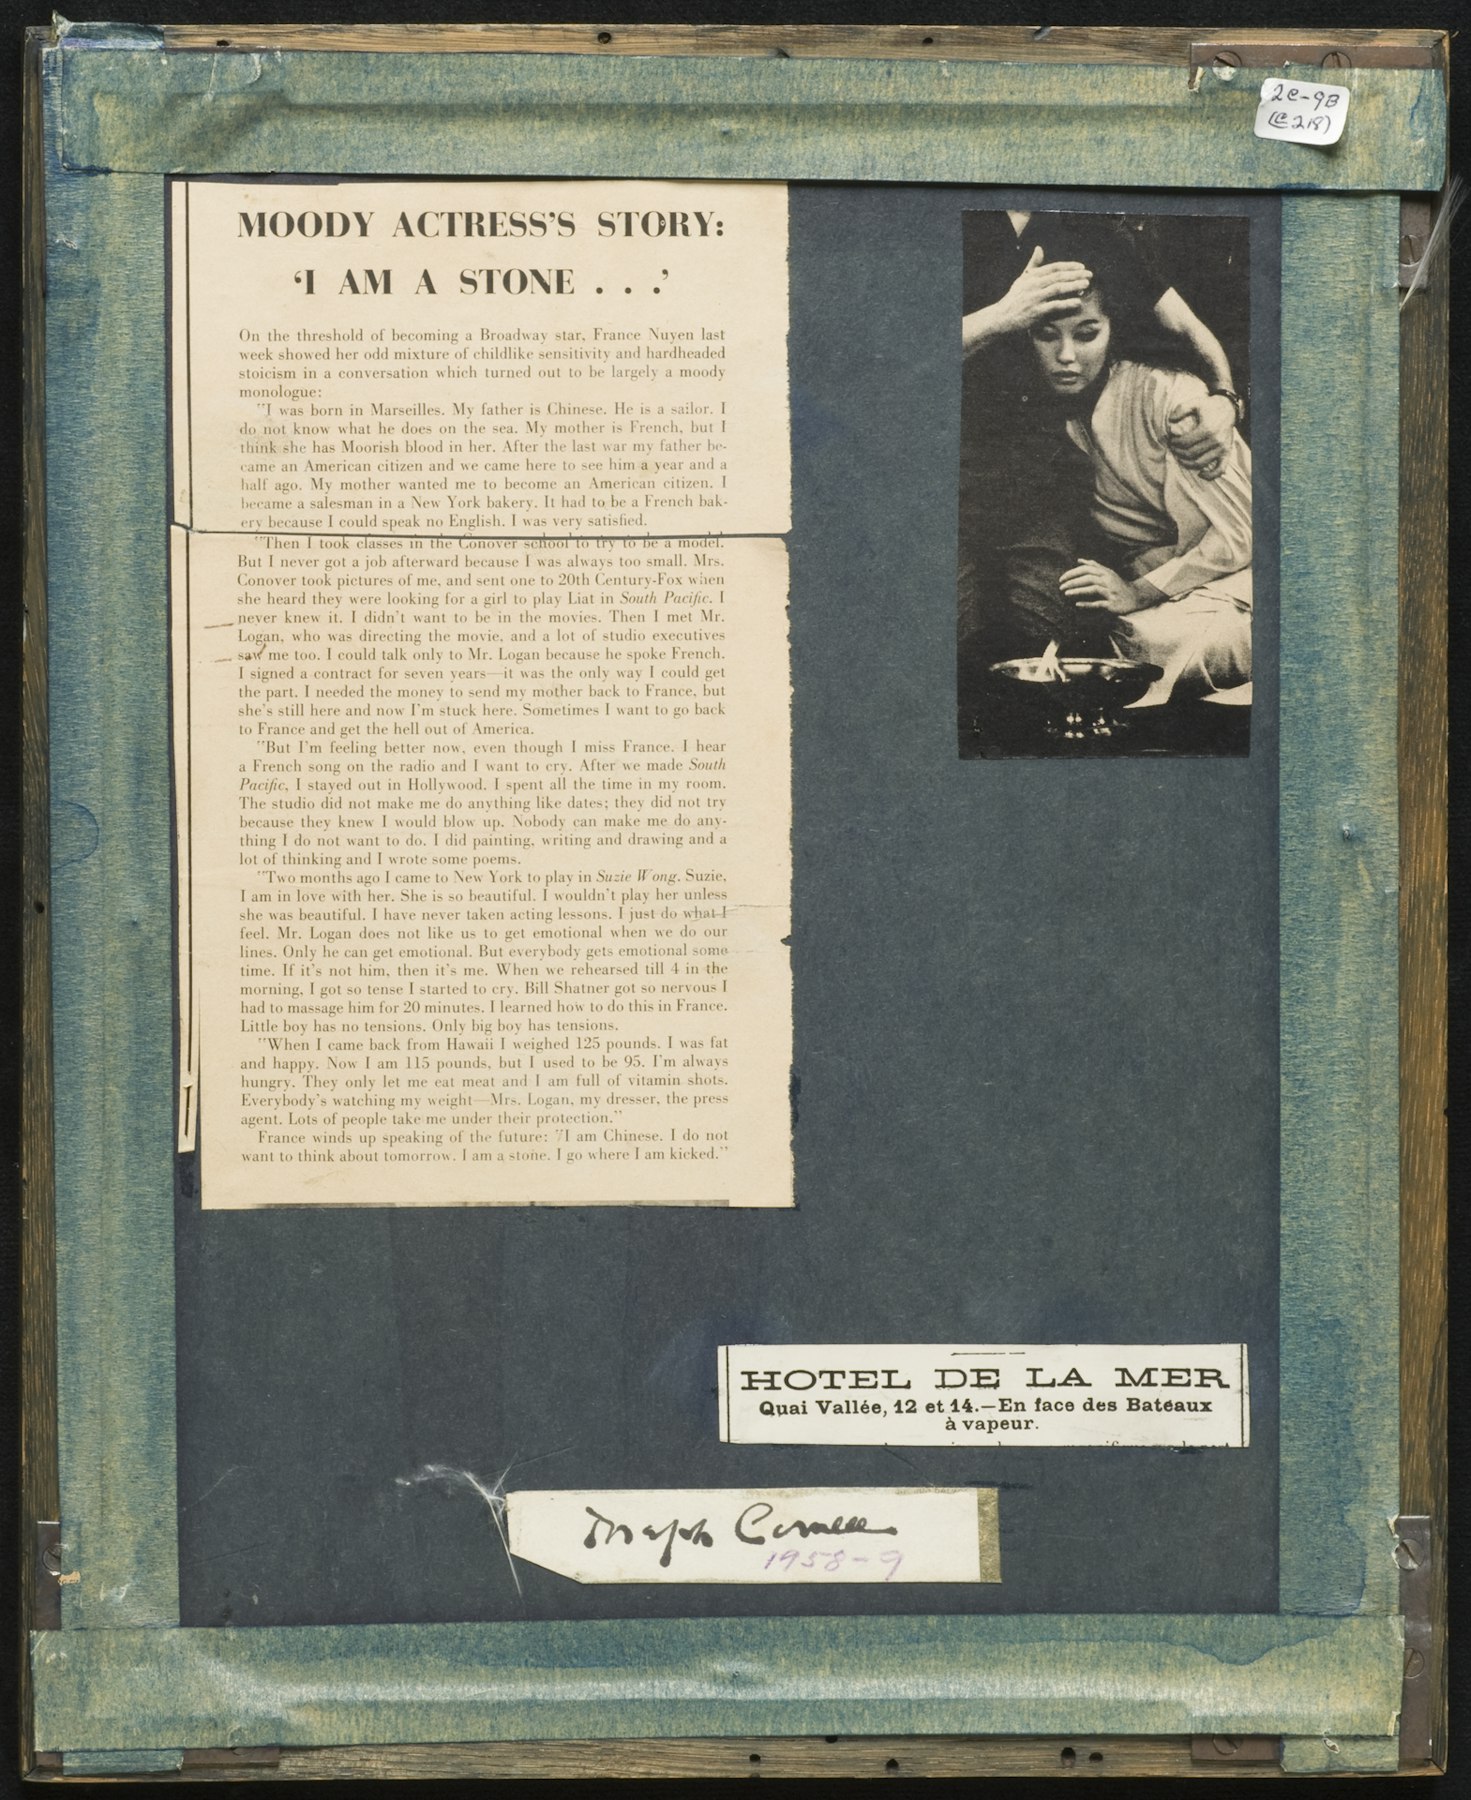 2C-9B
(C218)
MOODY ACTRESS'S STORY:
'I AM A STONE . . .'
On the threshold of becoming a Broadway star, France Nuyen last
week showed her odd mixture of childlike sensitivity and hardheaded
stoicism in a conversation which turned out to be largely a moody
monologue:
"I was born in Marseilles. My father is Chinese. He is a sailor. I
do not know what he does on the sea. My mother is French, but I
think she has Moorish blood in her. After the last war my father be-
came an American citizen and we came here to see him a year and a
half ago. My mother wanted me to become an American citizen. I
became a salesman in a New York bakery. It had to be a French bak-
ery because I could speak no English. I was very satisfied.
"Then I took classes in the Conover school to try to be a model.
But I never got a job afterward because I was always too small. Mrs.
Conover took pictures of me, and sent one to 20th Century-Fox when
she heard they were looking for a girl to play Liat in South Pacific. I
never knew it. I didn't want to be in the movies. Then I met Mr.
Logan, who was directing the movie, and a lot of studio executives
saw me too. I could talk only to Mr. Logan because he spoke French.
I signed a contract for seven years—it was the only way I could get
the part. I needed the money to send my mother back to France, but
she's still here and now I'm stuck here. Sometimes I want to go back
to France and get the hell out of America.
"But I'm feeling better now, even though I miss France. I hear
a French song on the radio and I want to cry. After we made South
Pacific, I stayed out in Hollywood. I spent all the time in my room.
The studio did not make me do anything like dates; they did not try
because they knew I would blow up. Nobody can make me do any-
thing I do not want to do. I did painting, writing and drawing and a
lot of thinking and I wrote some poems.
"Two months ago I came to New York to play in Suzie Wong. Suzie,
I am in love with her. She is so beautiful. I wouldn't play her unless
she was beautiful. I have never taken acting lessons. I just do what I
feel. Mr. Logan does not like us to get emotional when we do our
lines. Only he can get emotional. But everybody gets emotional some
time. If it's not him, then it's me. When we rehearsed till 4 in the
morning, I got so tense I started to cry. Bill Shatner got so nervous I
had to massage him for 20 minutes. I learned how to do this in France.
Little boy has no tensions. Only big boy has tensions.
"When I came back from Hawaii I weighed 125 pounds. I was fat
and happy. Now I am 115 pounds, but I used to be 95. I'm always
hungry. They only let me eat meat and I am full of vitamin shots.
Everybody's watching my weight—Mrs. Logan, my dresser, the press
agent. Lots of people take me under their protection."
France winds up speaking of the future: "I am Chinese. I do not
want to think about tomorrow. I am a stone. I go where I am kicked."
HOTEL DE LA MER
Quai Vallée, 12 et 14.—En face des Bateaux
à vapeur.
Joseph Cornell
1958-9